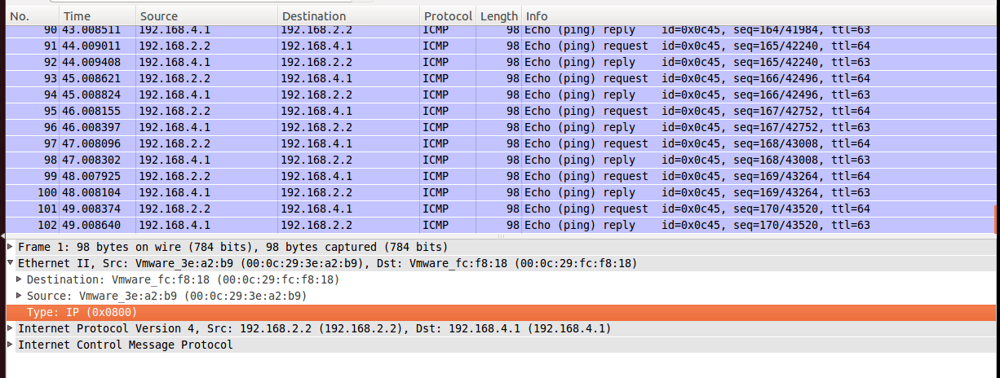 No. Time Source Destination Protocol Length Info
90 43.008511 192.168.4.1 192.168.2.2 ICMP 98 Echo (ping) reply id=0x0c45, seq=164/41984, ttl=63
91 44.009011 192.168.2.2 192.168.4.1 ICMP 98 Echo (ping) request id=0x0c45, seq=165/42240, ttl=64
92 44.009408 192.168.4.1 192.168.2.2 ICMP 98 Echo (ping) reply id=0x0c45, seq=165/42240, ttl=63
93 45.008621 192.168.2.2 192.168.4.1 ICMP 98 Echo (ping) request id=0x0c45, seq=166/42496, ttl=64
94 45.008824 192.168.4.1 192.168.2.2 ICMP 98 Echo (ping) reply id=0x0c45, seq=166/42496, ttl=63
95 46.008155 192.168.2.2 192.168.4.1 ICMP 98 Echo (ping) request id=0x0c45, seq=167/42752, ttl=64
96 46.008397 192.168.4.1 192.168.2.2 ICMP 98 Echo (ping) reply id=0x0c45, seq=167/42752, ttl=63
97 47.008096 192.168.2.2 192.168.4.1 ICMP 98 Echo (ping) request id=0x0c45, seq=168/43008, ttl=64
98 47.008302 192.168.4.1 192.168.2.2 ICMP 98 Echo (ping) reply id=0x0c45, seq=168/43008, ttl=63
99 48.007925 192.168.2.2 192.168.4.1 ICMP 98 Echo (ping) request id=0x0c45, seq=169/43264, ttl=64
100 48.008104 192.168.4.1 192.168.2.2 ICMP 98 Echo (ping) reply id=0x0c45, seq=169/43264, ttl=63
101 49.008374 192.168.2.2 192.168.4.1 ICMP 98 Echo (ping) request id=0x0c45, seq=170/43520, ttl=64
102 49.008640 192.168.4.1 192.168.2.2 ICMP 98 Echo (ping) reply id=0x0c45, seq=170/43520, ttl=63
Frame 1: 98 bytes on wire (784 bits), 98 bytes captured (784 bits)
Ethernet II, Src: Vmware_3e:a2:b9 (00:0c:29:3e:a2:b9), Dst: Vmware_fc:f8:18 (00:0c:29:fc:f8:18)
Destination: Vmware_fc:f8:18 (00:0c:29:fc:f8:18)
Source: Vmware_3e:a2:b9 (00:0c:29:3e:a2:b9)
Type: IP (0x0800)
Internet Protocol Version 4, Src: 192.168.2.2 (192.168.2.2), Dst: 192.168.4.1 (192.168.4.1)
Internet Control Message Protocol